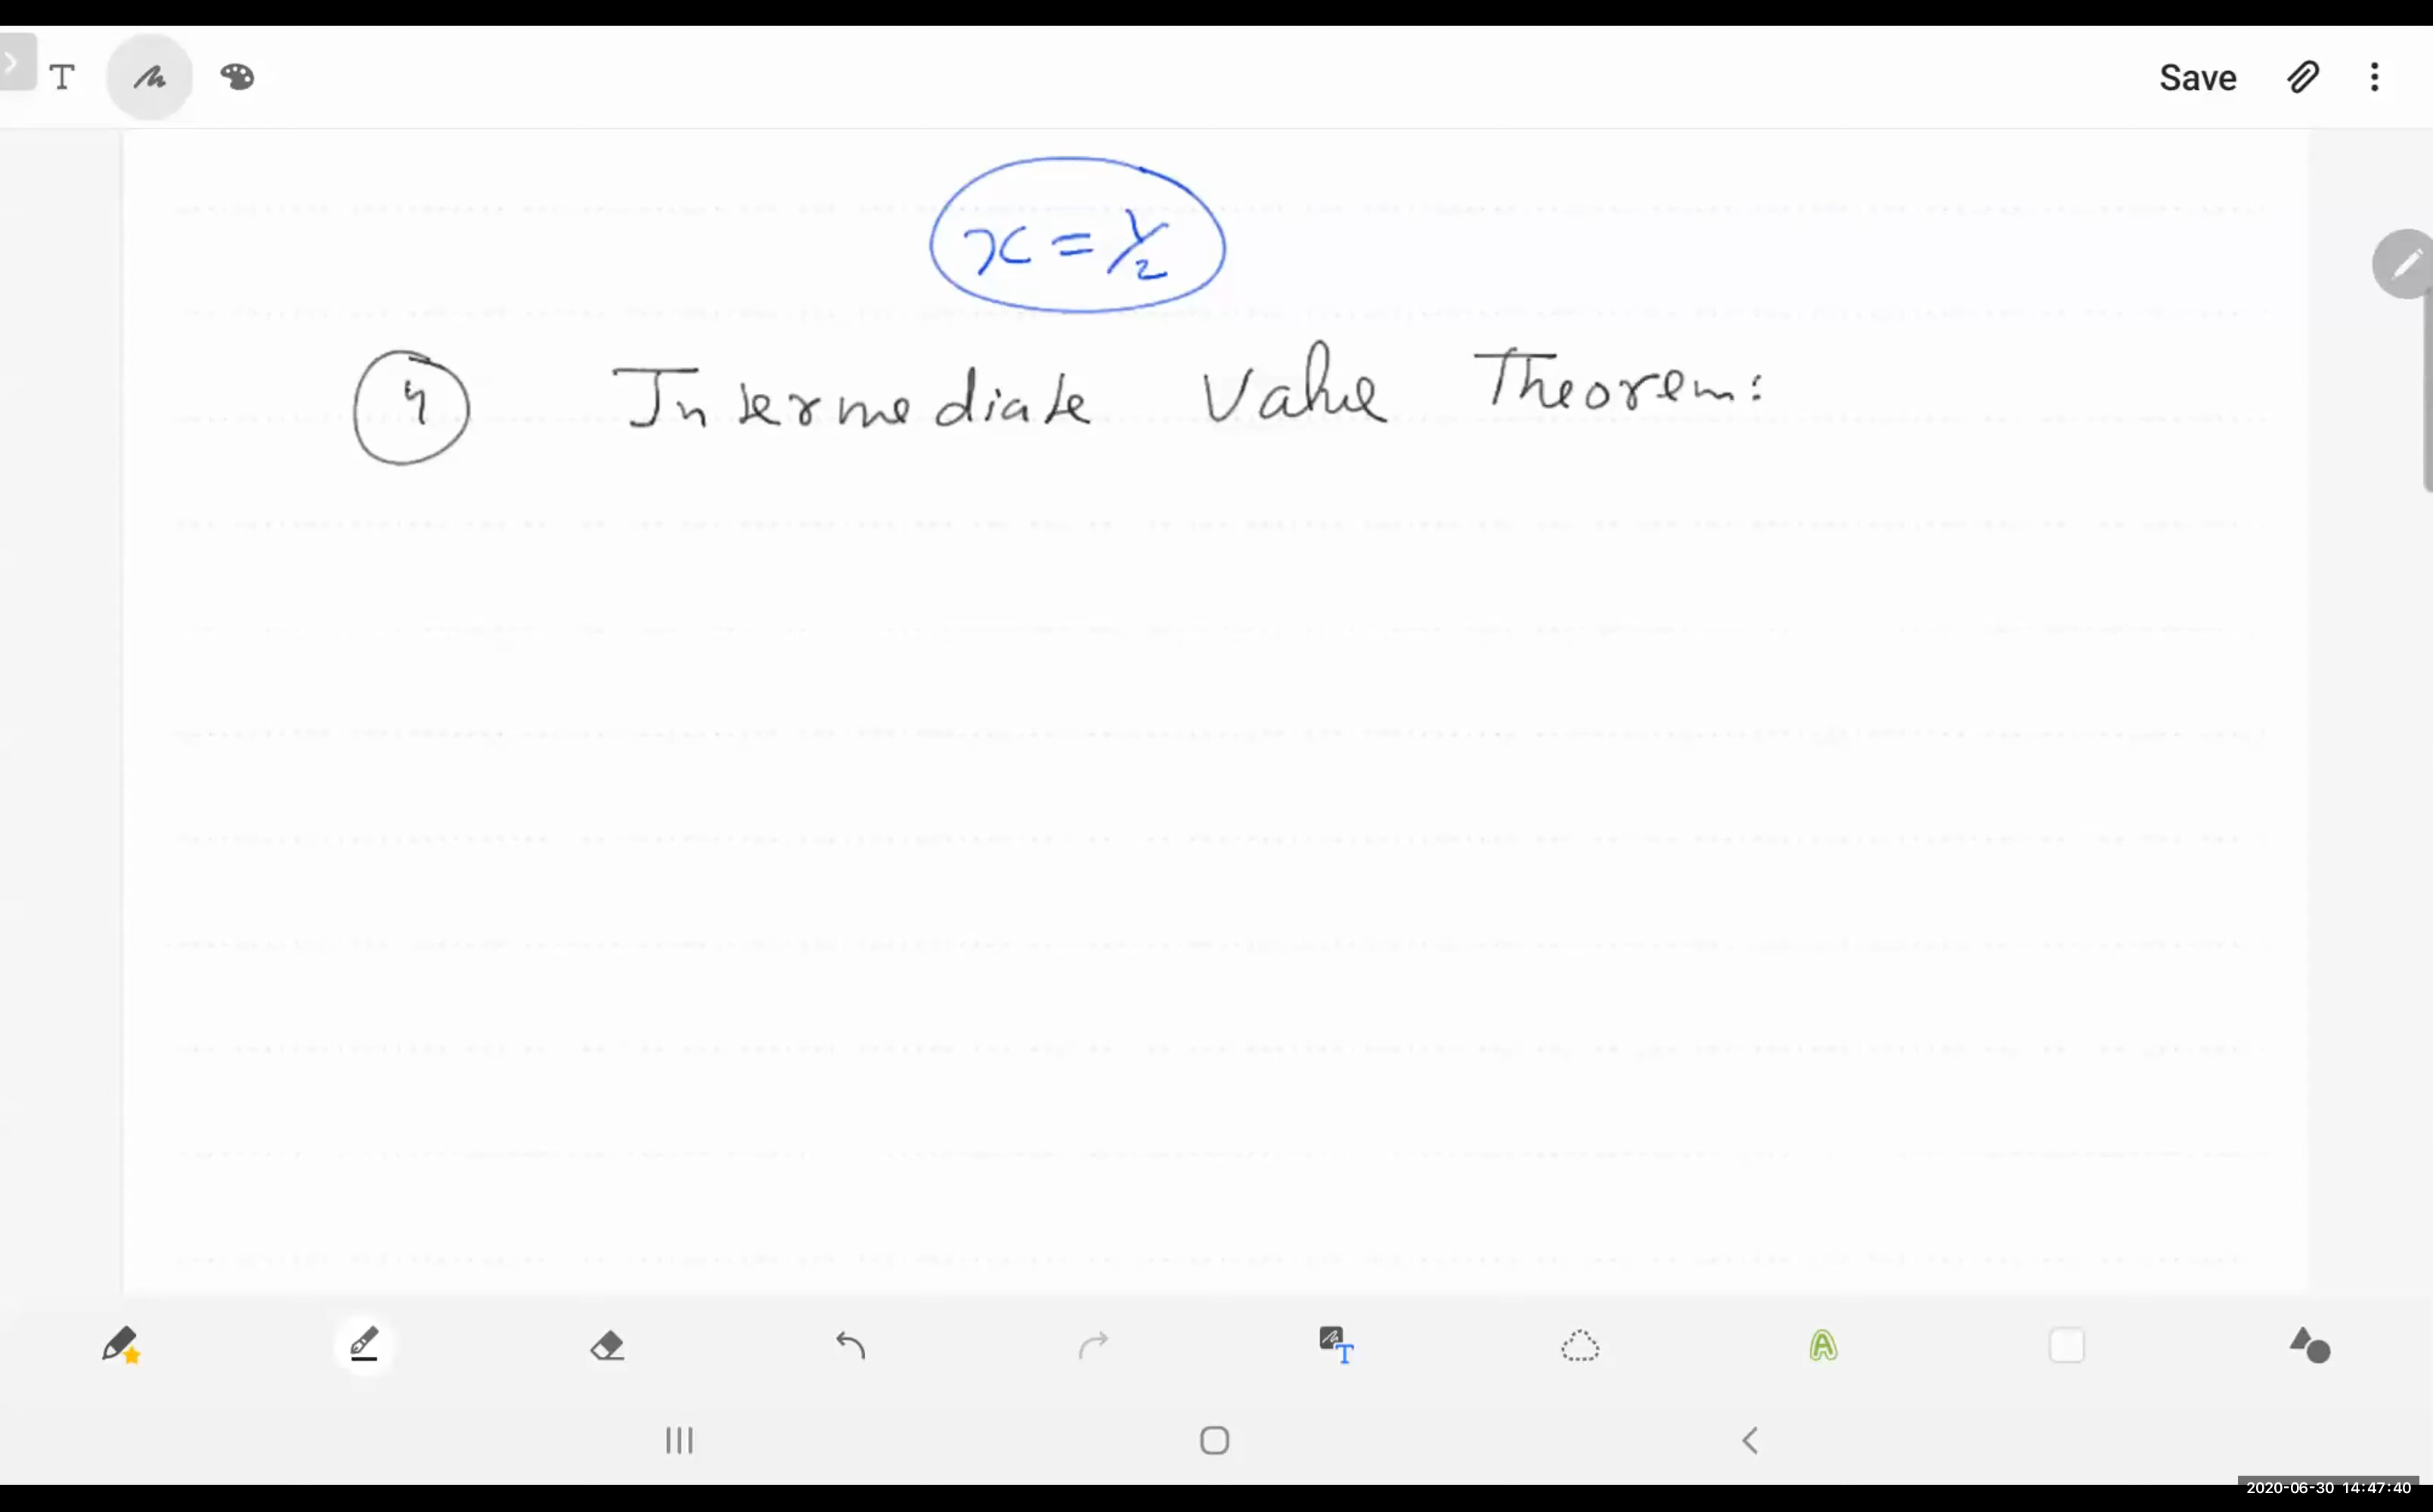 T Save
x = 1/2
4 Intermediate Value Theorem:
T A
2020-06-30 14:47:40